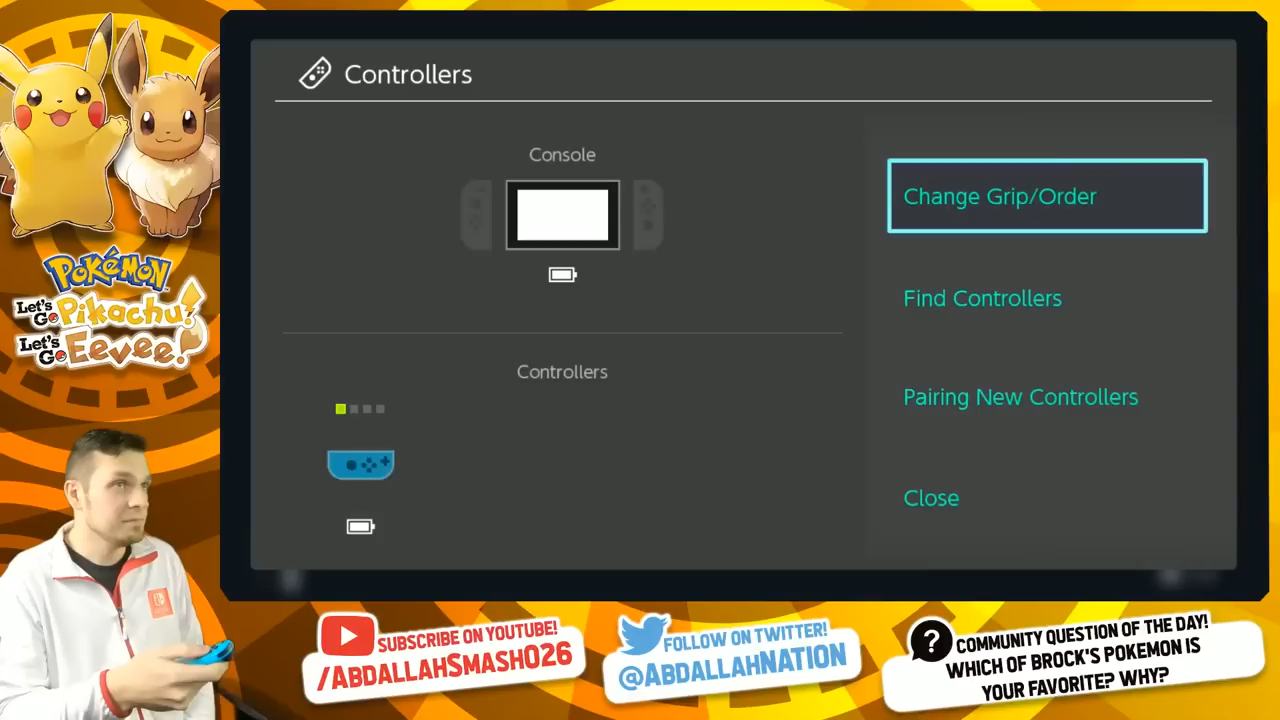 Controllers
Console
Change Grip/Order
Find Controllers
Controllers
Pairing New Controllers
Close
POKéMON
Let's Go Pikachu!
Let's Go Eevee!
SUBSCRIBE ON YOUTUBE!
/ABDALLAHSMASH026
FOLLOW ON TWITTER!
@ABDALLAHNATION
? COMMUNITY QUESTION OF THE DAY!
WHICH OF BROCK'S POKEMON IS
YOUR FAVORITE? WHY?